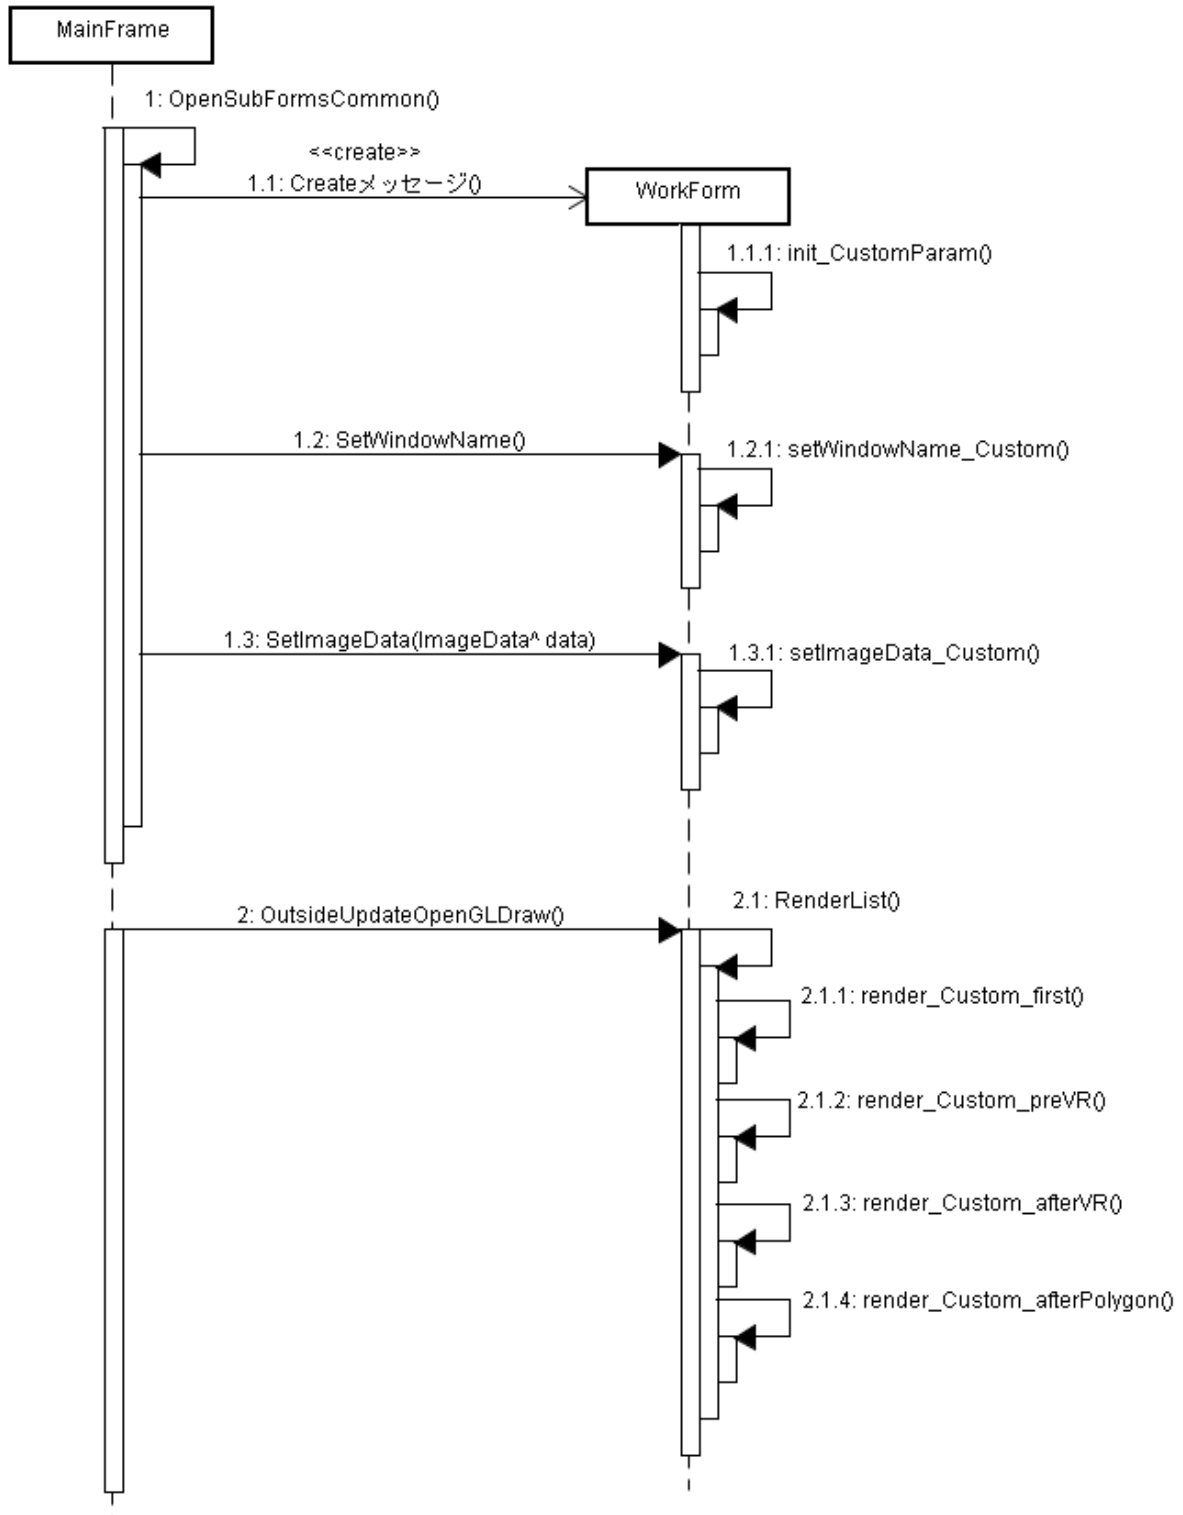 MainFrame
1: OpenSubFormsCommon()
<<create>>
1.1: Createメッセージ()
WorkForm
1.1.1: init_CustomParam()
1.2: SetWindowName()
1.2.1: setWindowName_Custom()
1.3: SetImageData(ImageData^ data)
1.3.1: setImageData_Custom()
2.1: RenderList()
2: OutsideUpdateOpenGLDraw()
2.1.1: render_Custom_first()
2.1.2: render_Custom_preVR()
2.1.3: render_Custom_afterVR()
2.1.4: render_Custom_afterPolygon()